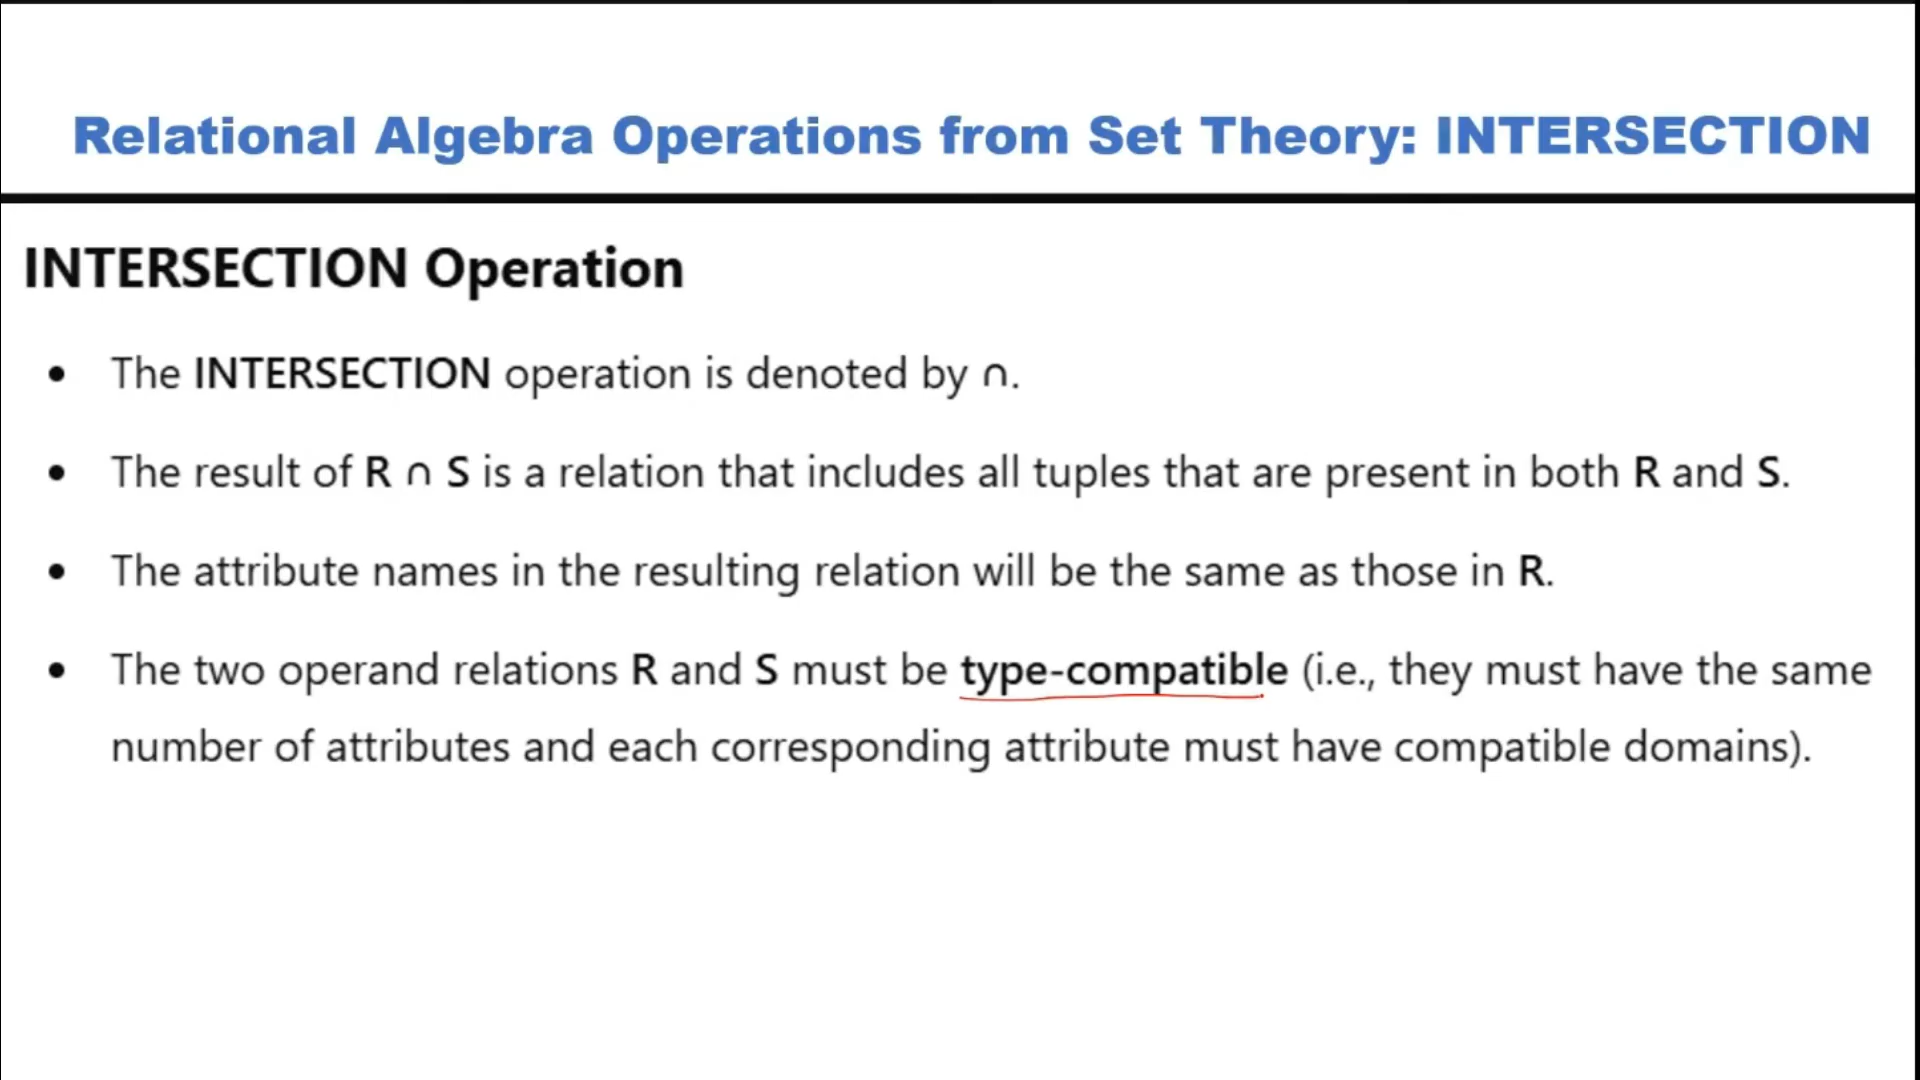 Relational Algebra Operations from Set Theory: INTERSECTION
INTERSECTION Operation
• The INTERSECTION operation is denoted by ∩.
• The result of R ∩ S is a relation that includes all tuples that are present in both R and S.
• The attribute names in the resulting relation will be the same as those in R.
• The two operand relations R and S must be type-compatible (i.e., they must have the same
number of attributes and each corresponding attribute must have compatible domains).